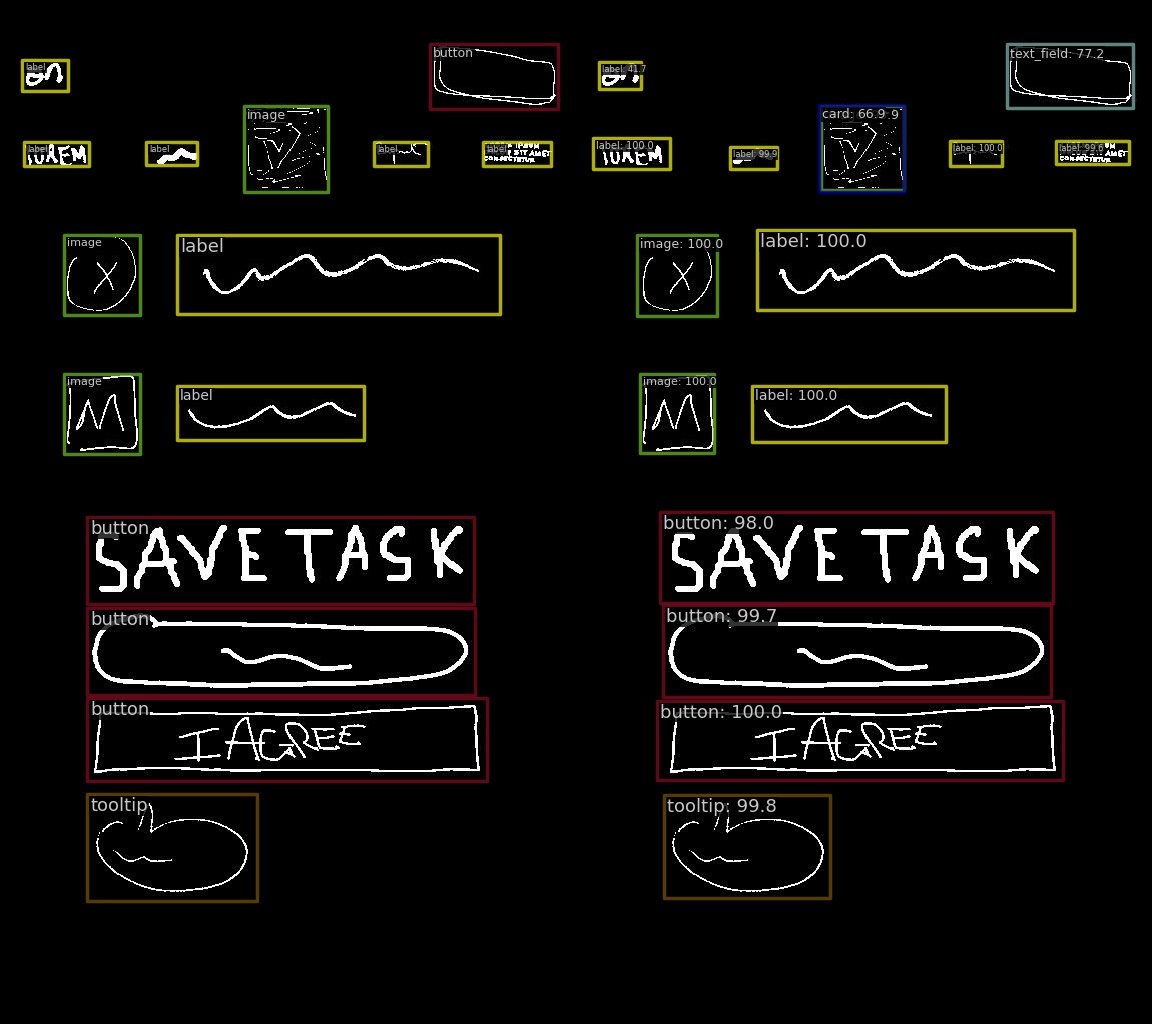 button
text_field: 77.2
label
label: 41.7
image
card: 66.9
label
label
label
label
label: 100.0
label: 99.9
label: 100.0
label: 99.6
CONSECTETUR
CONSECTETUR
image
label
image: 100.0
label: 100.0
X
X
image
label
image: 100.0
label: 100.0
M
M
button
button: 98.0
SAVE TASK
SAVE TASK
button
button: 99.7
button
button: 100.0
I AGREE
I AGREE
tooltip
tooltip: 99.8